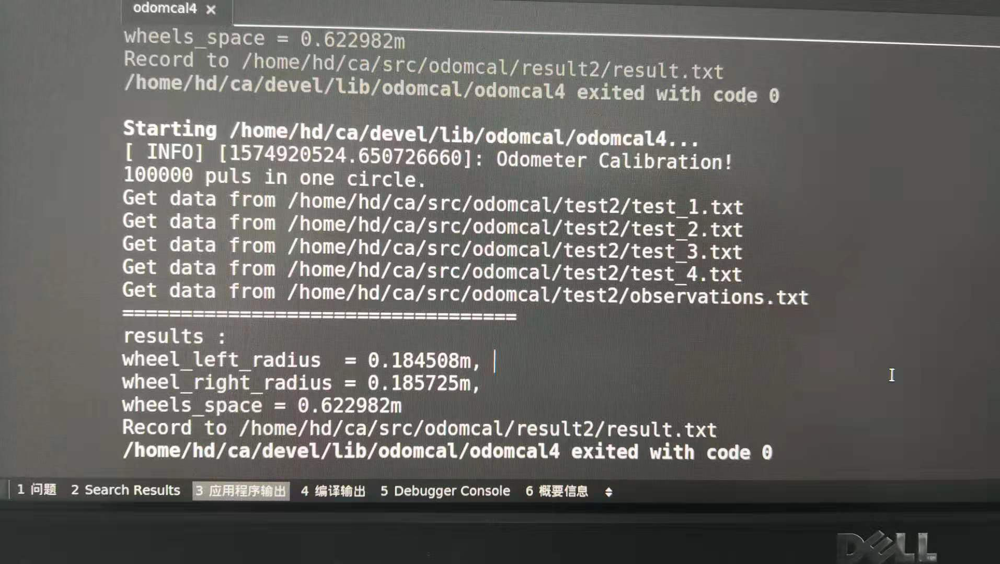 odomcal4 ×
wheels_space = 0.622982m
Record to /home/hd/ca/src/odomcal/result2/result.txt
/home/hd/ca/devel/lib/odomcal/odomcal4 exited with code 0
Starting /home/hd/ca/devel/lib/odomcal/odomcal4...
[ INFO] [1574920524.650726660]: Odometer Calibration!
100000 puls in one circle.
Get data from /home/hd/ca/src/odomcal/test2/test_1.txt
Get data from /home/hd/ca/src/odomcal/test2/test_2.txt
Get data from /home/hd/ca/src/odomcal/test2/test_3.txt
Get data from /home/hd/ca/src/odomcal/test2/test_4.txt
Get data from /home/hd/ca/src/odomcal/test2/observations.txt
==================================
results :
wheel_left_radius  = 0.184508m,
wheel_right_radius = 0.185725m,
wheels_space = 0.622982m
Record to /home/hd/ca/src/odomcal/result2/result.txt
/home/hd/ca/devel/lib/odomcal/odomcal4 exited with code 0
1 问题 2 Search Results 3 应用程序输出 4 编译输出 5 Debugger Console 6 概要信息
DELL